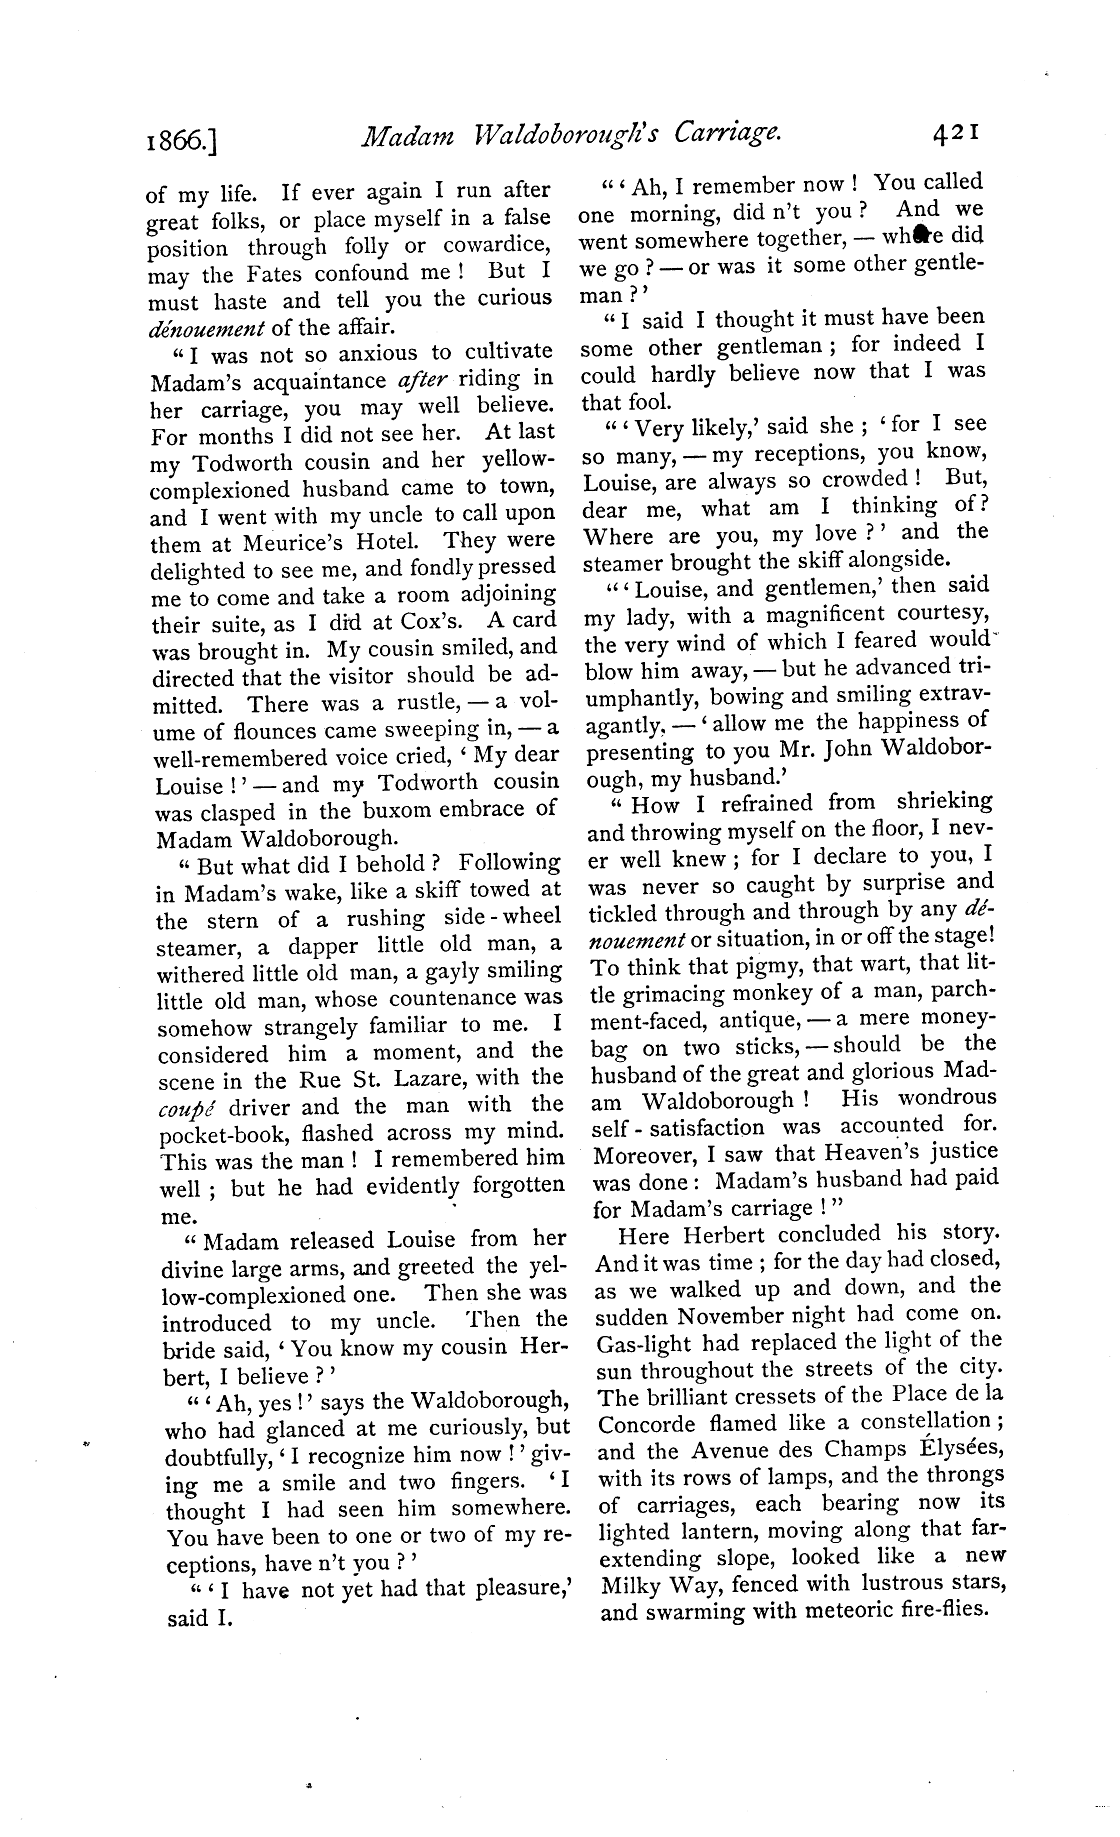 1866.] Madam Waldoborough's Carriage. 421
of my life. If ever again I run after
great folks, or place myself in a false
position through folly or cowardice,
may the Fates confound me ! But I
must haste and tell you the curious
dénouement of the affair.
“ I was not so anxious to cultivate
Madam's acquaintance after riding in
her carriage, you may well believe.
For months I did not see her. At last
my Todworth cousin and her yellow-
complexioned husband came to town,
and I went with my uncle to call upon
them at Meurice's Hotel. They were
delighted to see me, and fondly pressed
me to come and take a room adjoining
their suite, as I did at Cox's. A card
was brought in. My cousin smiled, and
directed that the visitor should be ad-
mitted. There was a rustle, — a vol-
ume of flounces came sweeping in, — a
well-remembered voice cried, ‘ My dear
Louise ! ’ — and my Todworth cousin
was clasped in the buxom embrace of
Madam Waldoborough.
“ But what did I behold ? Following
in Madam's wake, like a skiff towed at
the stern of a rushing side-wheel
steamer, a dapper little old man, a
withered little old man, a gayly smiling
little old man, whose countenance was
somehow strangely familiar to me. I
considered him a moment, and the
scene in the Rue St. Lazare, with the
coupé driver and the man with the
pocket-book, flashed across my mind.
This was the man ! I remembered him
well ; but he had evidently forgotten
me.
“ Madam released Louise from her
divine large arms, and greeted the yel-
low-complexioned one. Then she was
introduced to my uncle. Then the
bride said, ‘ You know my cousin Her-
bert, I believe ? ’
“ ‘ Ah, yes ! ’ says the Waldoborough,
who had glanced at me curiously, but
doubtfully, ‘ I recognize him now ! ’ giv-
ing me a smile and two fingers. ‘ I
thought I had seen him somewhere.
You have been to one or two of my re-
ceptions, have n't you ? ’
“ ‘ I have not yet had that pleasure,’
said I.
“ ‘ Ah, I remember now ! You called
one morning, did n't you ? And we
went somewhere together, — where did
we go ? — or was it some other gentle-
man ? ’
“ I said I thought it must have been
some other gentleman ; for indeed I
could hardly believe now that I was
that fool.
“ ‘ Very likely,’ said she ; ‘ for I see
so many, — my receptions, you know,
Louise, are always so crowded ! But,
dear me, what am I thinking of ?
Where are you, my love ? ’ and the
steamer brought the skiff alongside.
“ ‘ Louise, and gentlemen,’ then said
my lady, with a magnificent courtesy,
the very wind of which I feared would
blow him away, — but he advanced tri-
umphantly, bowing and smiling extrav-
agantly, — ‘ allow me the happiness of
presenting to you Mr. John Waldobor-
ough, my husband.’
“ How I refrained from shrieking
and throwing myself on the floor, I nev-
er well knew ; for I declare to you, I
was never so caught by surprise and
tickled through and through by any dé-
nouement or situation, in or off the stage !
To think that pigmy, that wart, that lit-
tle grimacing monkey of a man, parch-
ment-faced, antique, — a mere money-
bag on two sticks, — should be the
husband of the great and glorious Mad-
am Waldoborough ! His wondrous
self-satisfaction was accounted for.
Moreover, I saw that Heaven's justice
was done : Madam's husband had paid
for Madam's carriage ! ”
Here Herbert concluded his story.
And it was time ; for the day had closed,
as we walked up and down, and the
sudden November night had come on.
Gas-light had replaced the light of the
sun throughout the streets of the city.
The brilliant cressets of the Place de la
Concorde flamed like a constellation ;
and the Avenue des Champs Élysées,
with its rows of lamps, and the throngs
of carriages, each bearing now its
lighted lantern, moving along that far-
extending slope, looked like a new
Milky Way, fenced with lustrous stars,
and swarming with meteoric fire-flies.